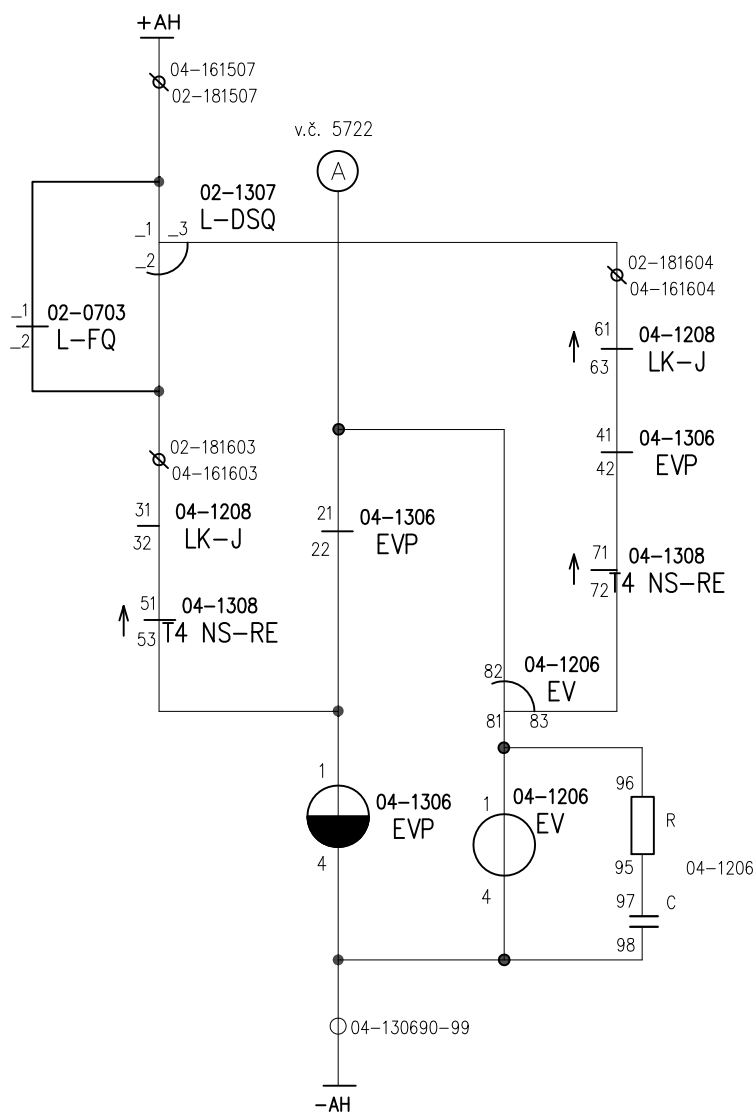 +AH
04-161507
02-181507
v.č. 5722
A
02-1307
L-DSQ
_1 _3
_2
02-181604
04-161604
_1
02-0703
_2
L-FQ
61
04-1208
63
LK-J
41
04-1306
42
EVP
02-181603
04-161603
31
04-1208
32
LK-J
21
04-1306
22
EVP
71
04-1308
72
T4 NS-RE
51
04-1308
53
T4 NS-RE
82
04-1206
EV
81 83
1
04-1306
EVP
4
1
04-1206
EV
4
96
R
95
04-1206
97
C
98
04-130690-99
-AH